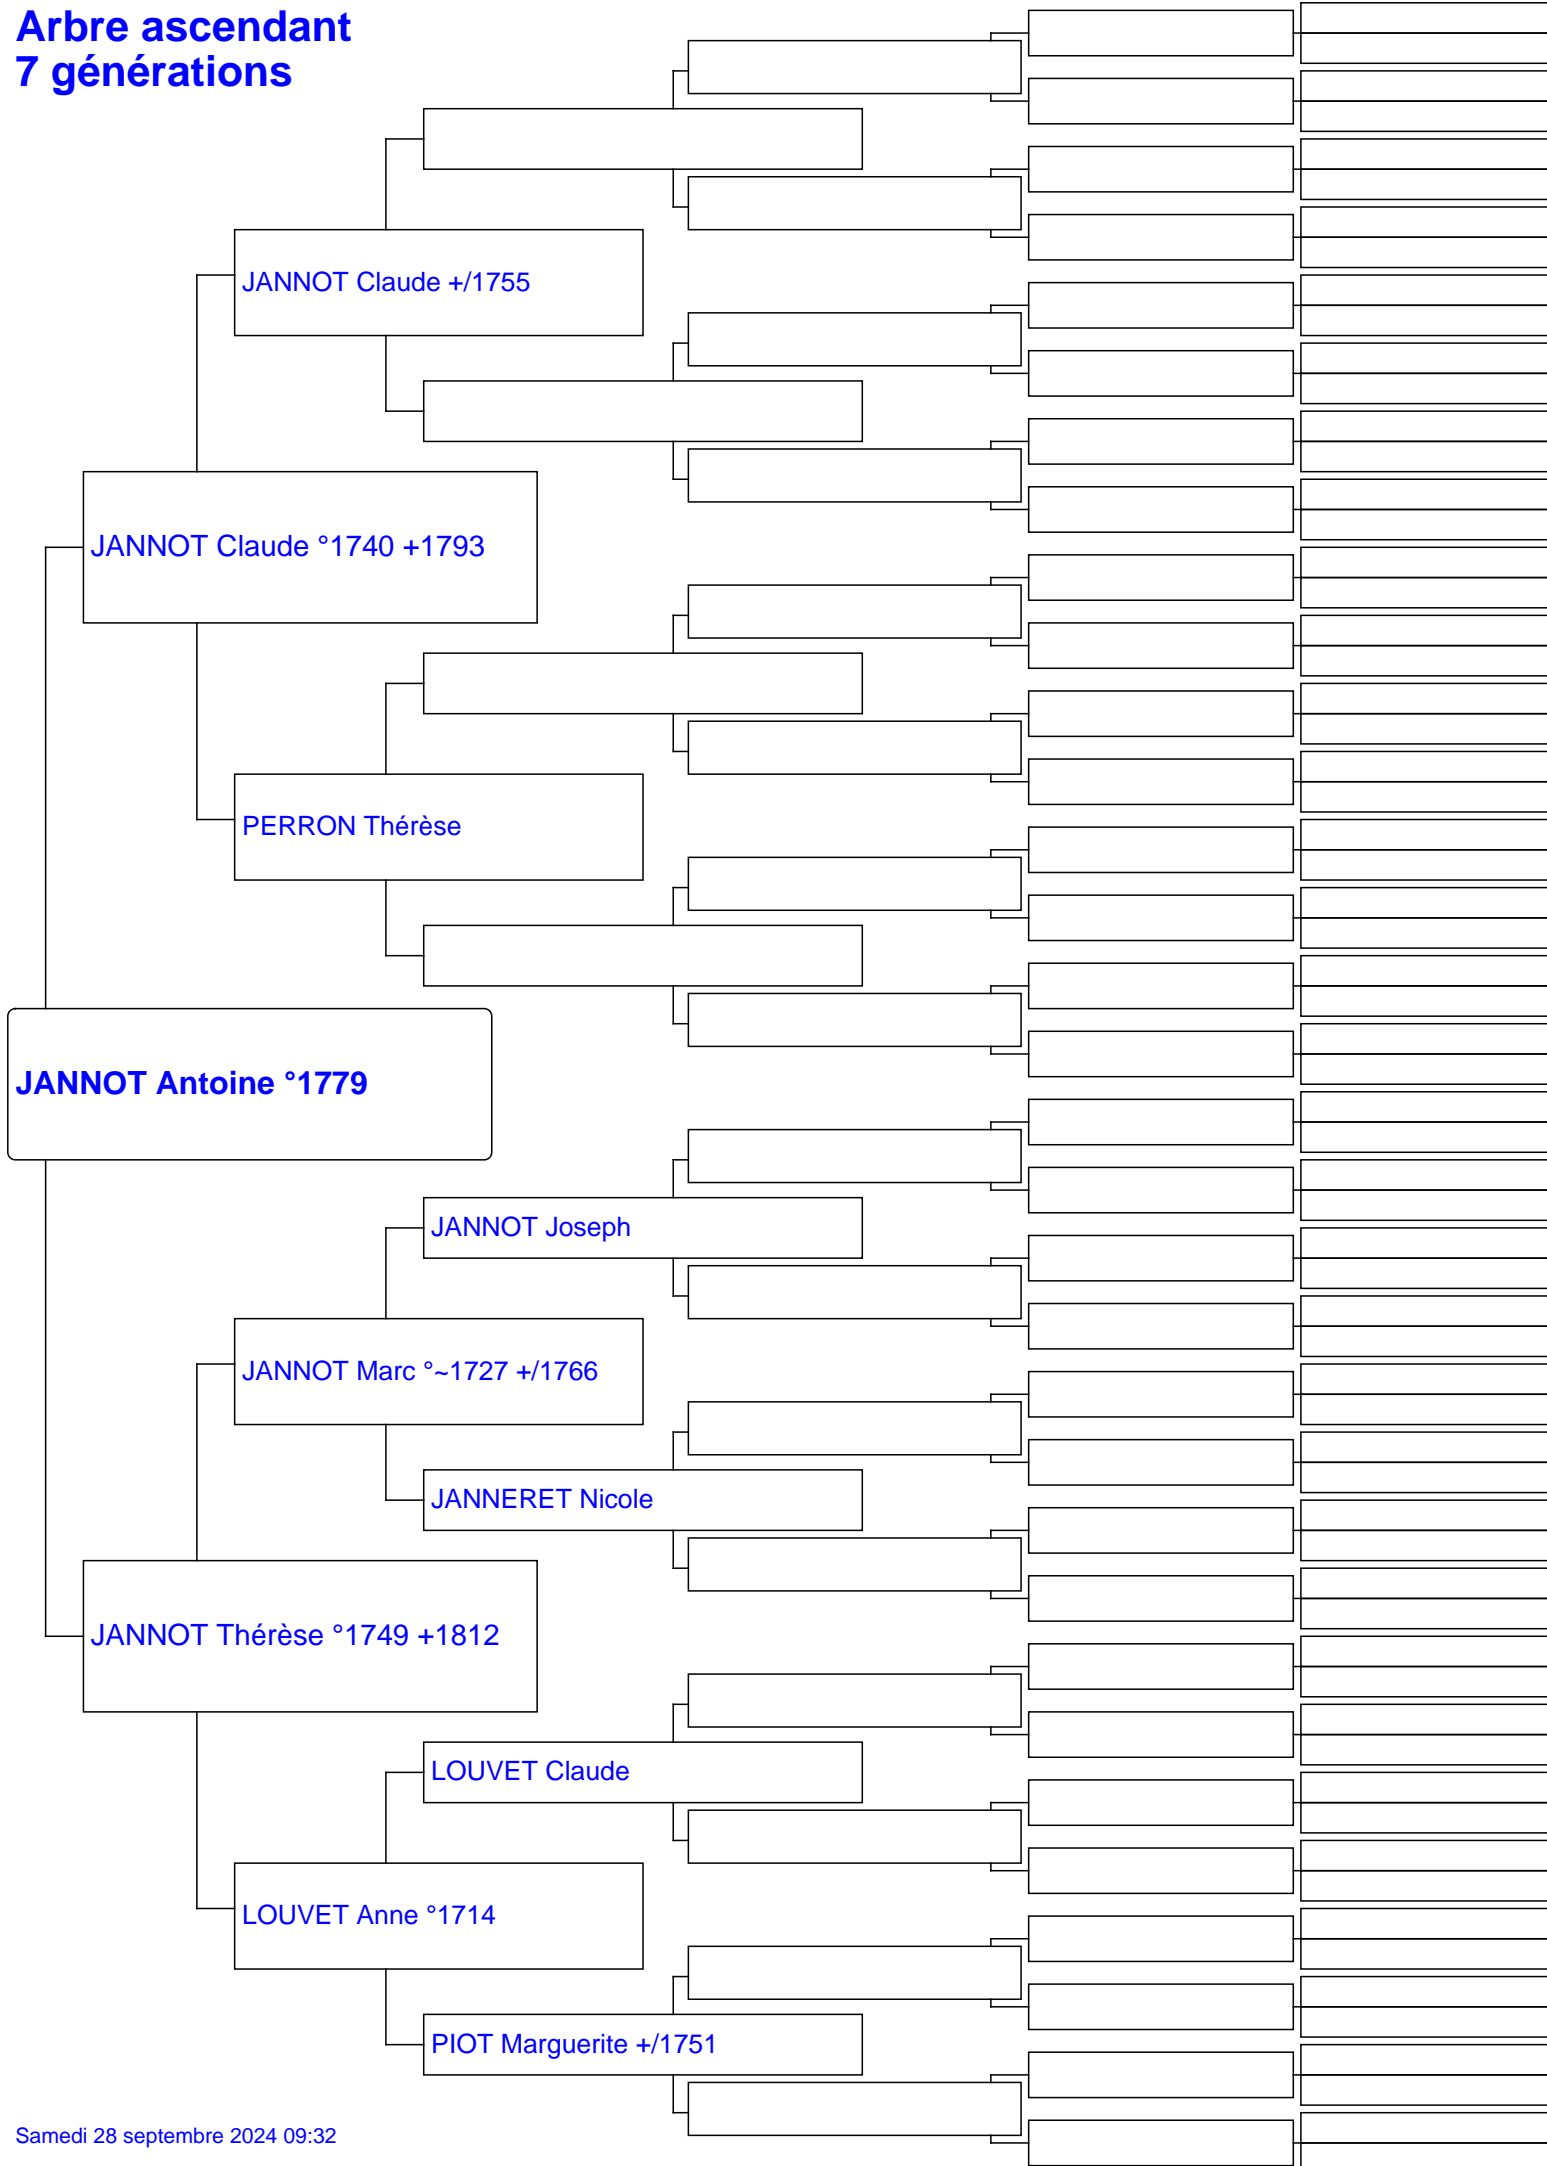 Arbre ascendant
7 générations
JANNOT Claude +/1755
JANNOT Claude °1740 +1793
PERRON Thérèse
JANNOT Antoine °1779
JANNOT Joseph
JANNOT Marc °~1727 +/1766
JANNERET Nicole
JANNOT Thérèse °1749 +1812
LOUVET Claude
LOUVET Anne °1714
PIOT Marguerite +/1751
Samedi 28 septembre 2024 09:32